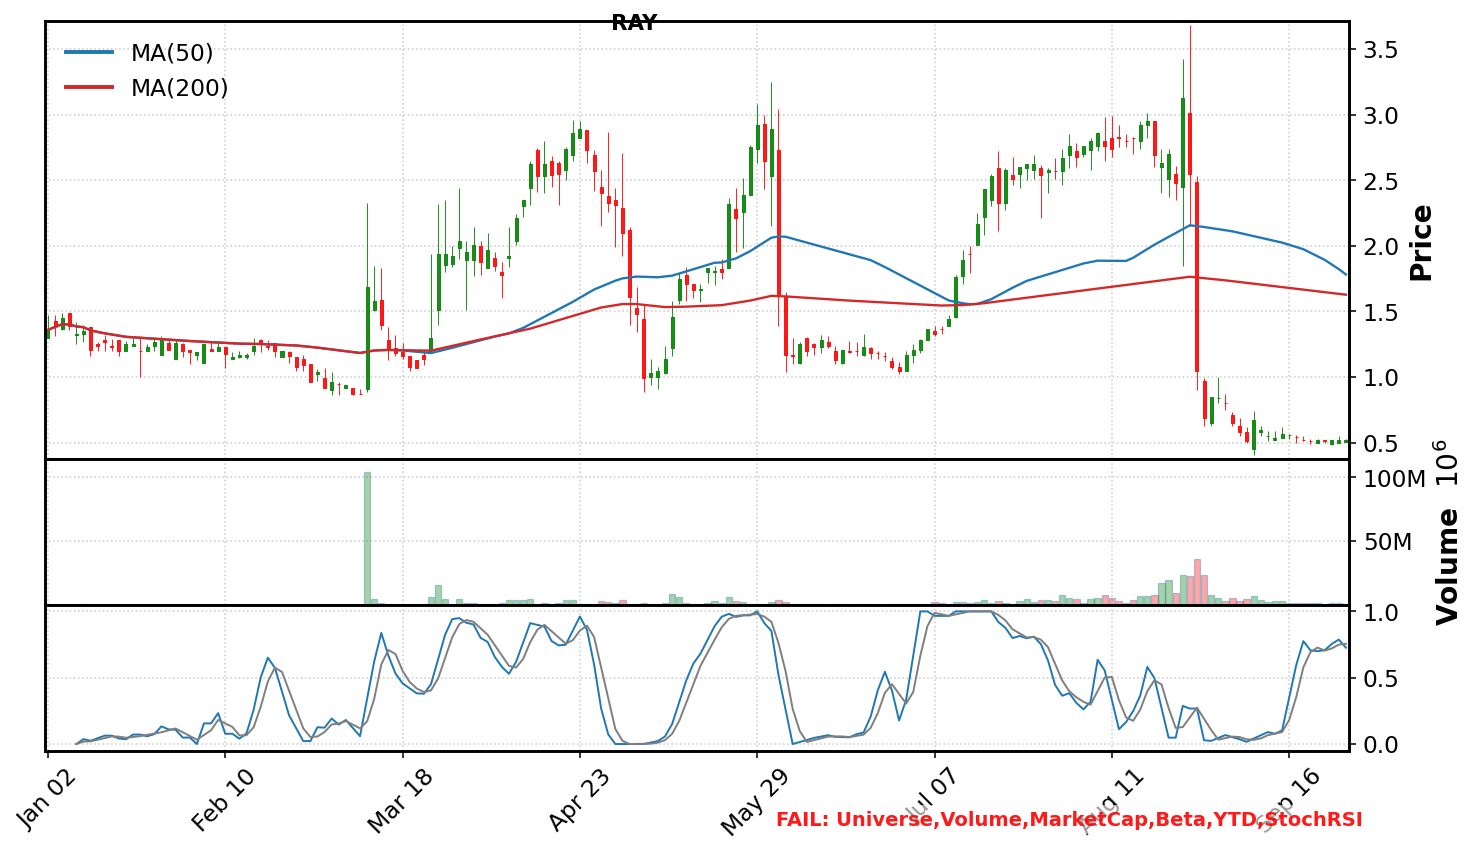 RAY
MA(50)
MA(200)
3.5
3.0
2.5
2.0
1.5
1.0
0.5
Price
100M
50M
Volume 10⁶
1.0
0.5
0.0
Jan 02
Feb 10
Mar 18
Apr 23
May 29
Jul 07
Aug 11
Sep 16
FAIL: Universe,Volume,MarketCap,Beta,YTD,StochRSI